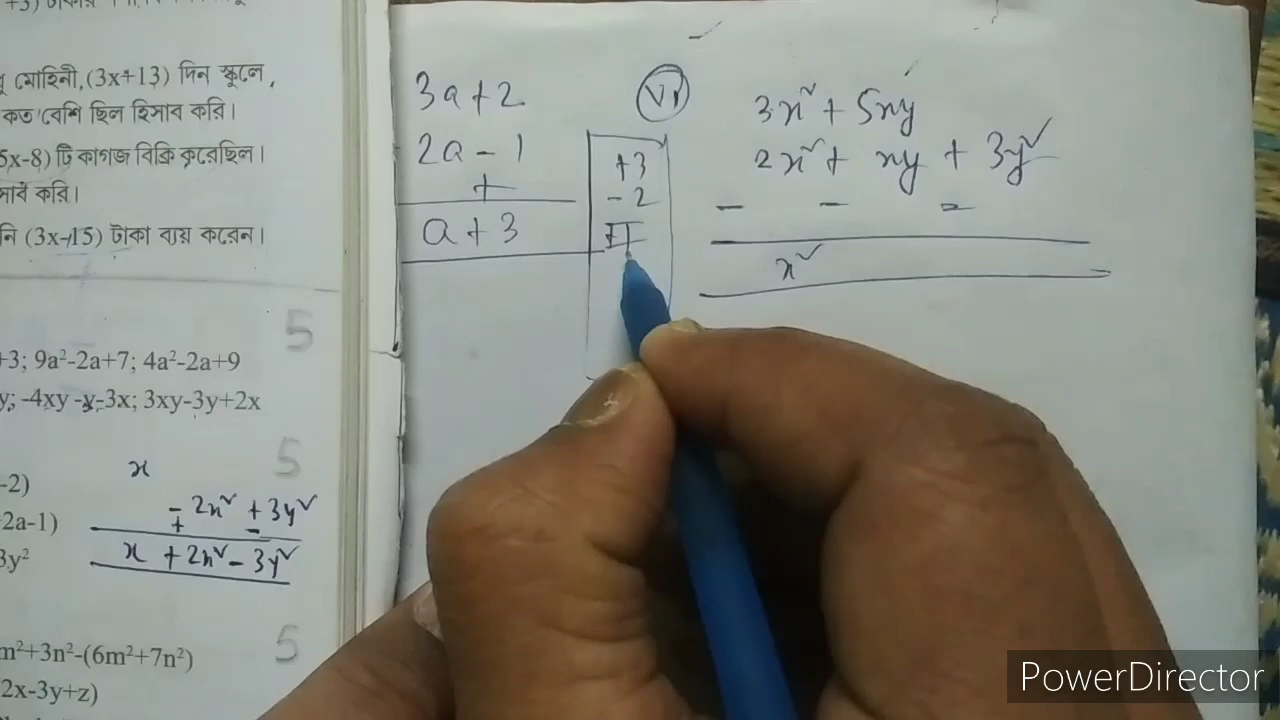 মোহিনী, (3x+13) দিন স্কুলে,
কত বেশি ছিল হিসাব করি।
5x-8) টি কাগজ বিক্রি করেছিল।
করি।
নি (3x-15) টাকা ব্যয় করেন।
5
+3; 9a²-2a+7; 4a²-2a+9
y; -4xy -y-3x; 3xy-3y+2x
5
-2)
2a-1)
3y²
x
- 2x² + 3y²
+ -
x + 2x² - 3y²
5
m²+3n²-(6m²+7n²)
2x-3y+z)
3a + 2
2a - 1
+
a + 3
+3
-2
+1
VI
3x² + 5xy
2x² + xy + 3y²
- - -
x²
PowerDirector